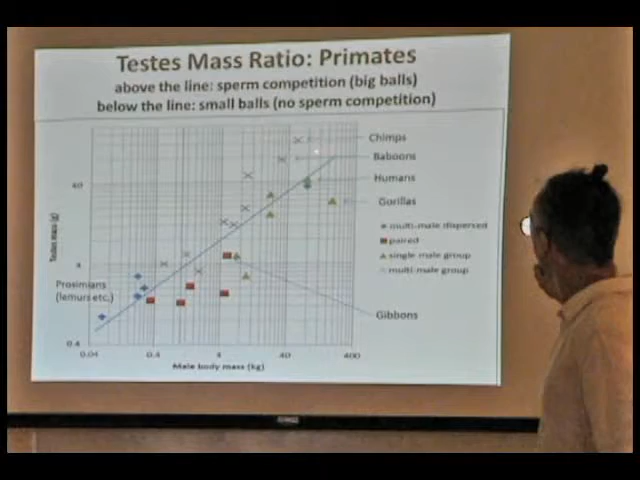 Testes Mass Ratio: Primates
above the line: sperm competition (big balls)
below the line: small balls (no sperm competition)
Chimps
Baboons
Humans
Gorillas
multi-male dispersed
paired
single male group
multi-male group
Gibbons
Prosimians
(lemurs etc.)
Testes mass (g)
40
4
0.4
0.04
0.4
4
40
400
Male body mass (kg)